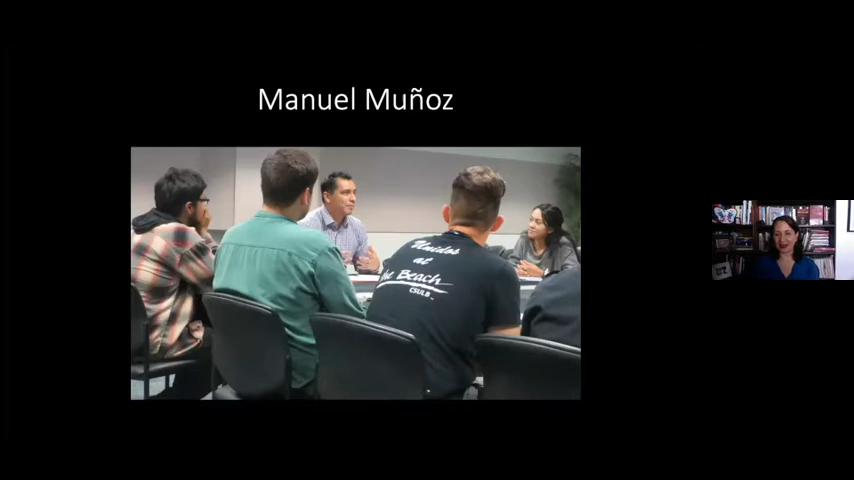 Manuel Muñoz
Unidos
at
the Beach
CSULB